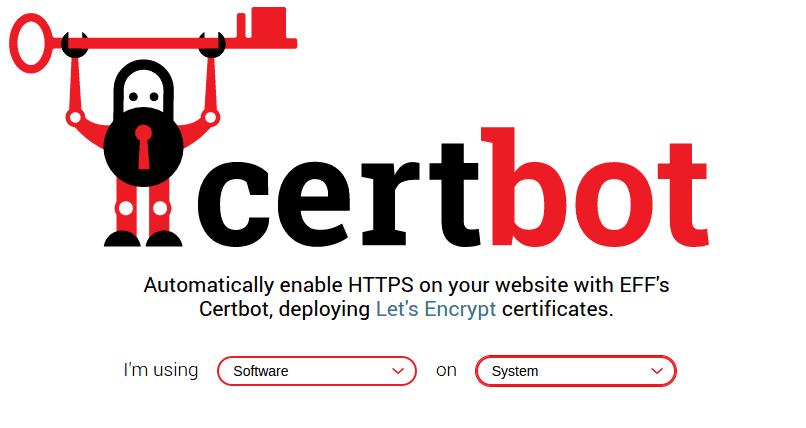 certbot
Automatically enable HTTPS on your website with EFF's
Certbot, deploying Let's Encrypt certificates.
I'm using Software on System